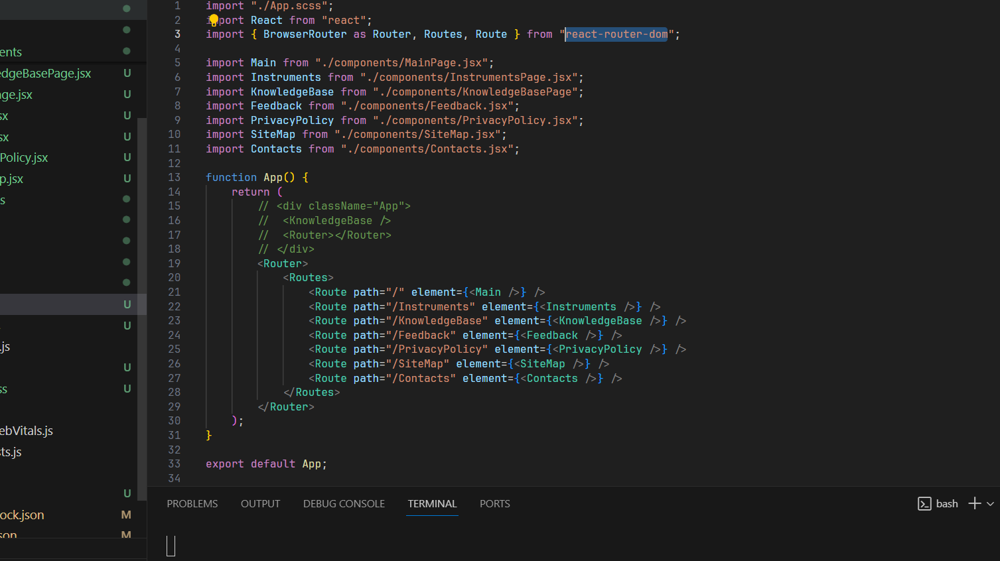 ents
edgeBasePage.jsx U
ge.jsx U
sx U
sx U
Policy.jsx U
p.jsx U
s
U
U
.js
U
ss U
ebVitals.js
ts.js
U
ock.json M
son M
1 import "./App.scss";
2 import React from "react";
3 import { BrowserRouter as Router, Routes, Route } from "react-router-dom";
4
5 import Main from "./components/MainPage.jsx";
6 import Instruments from "./components/InstrumentsPage.jsx";
7 import KnowledgeBase from "./components/KnowledgeBasePage";
8 import Feedback from "./components/Feedback.jsx";
9 import PrivacyPolicy from "./components/PrivacyPolicy.jsx";
10 import SiteMap from "./components/SiteMap.jsx";
11 import Contacts from "./components/Contacts.jsx";
12
13 function App() {
14 return (
15 // <div className="App">
16 // <KnowledgeBase />
17 // <Router></Router>
18 // </div>
19 <Router>
20 <Routes>
21 <Route path="/" element={<Main />} />
22 <Route path="/Instruments" element={<Instruments />} />
23 <Route path="/KnowledgeBase" element={<KnowledgeBase />} />
24 <Route path="/Feedback" element={<Feedback />} />
25 <Route path="/PrivacyPolicy" element={<PrivacyPolicy />} />
26 <Route path="/SiteMap" element={<SiteMap />} />
27 <Route path="/Contacts" element={<Contacts />} />
28 </Routes>
29 </Router>
30 );
31 }
32
33 export default App;
34
PROBLEMS OUTPUT DEBUG CONSOLE TERMINAL PORTS bash